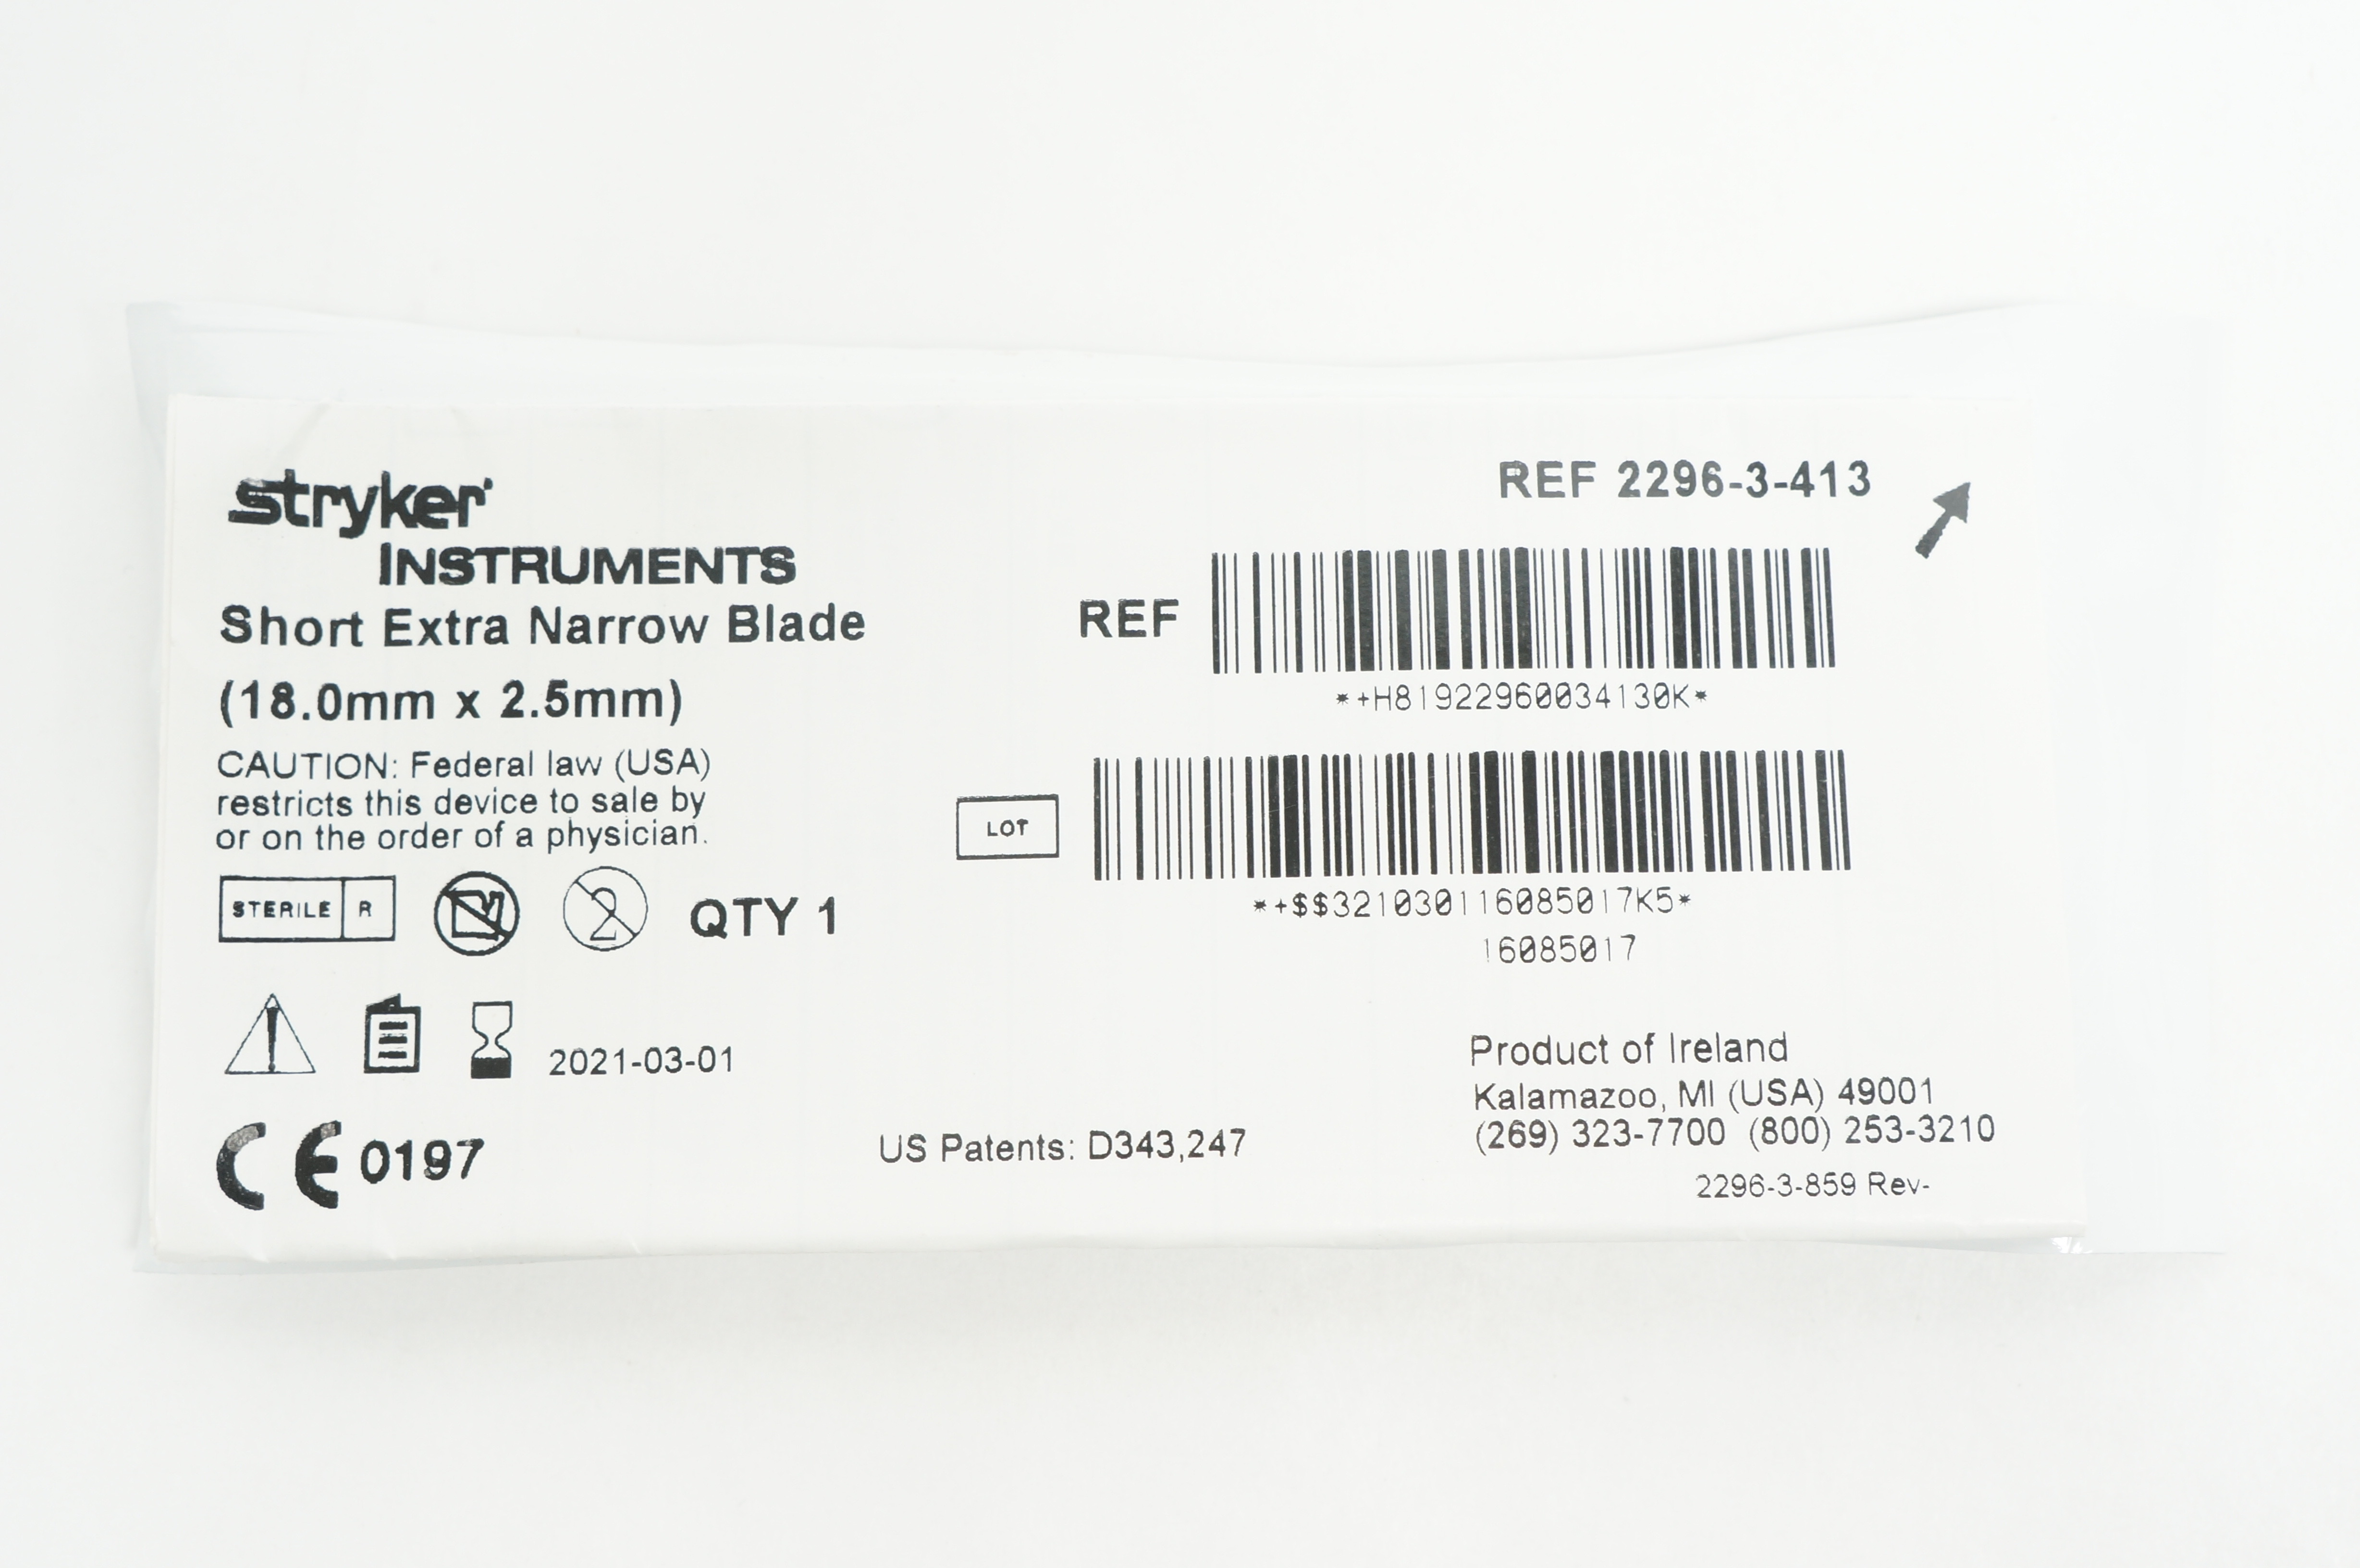 stryker
INSTRUMENTS
Short Extra Narrow Blade
(18.0mm x 2.5mm)
CAUTION: Federal law (USA)
restricts this device to sale by
or on the order of a physician.
STERILE R
2
QTY 1
2021-03-01
CE 0197
REF 2296-3-413
REF
*+H81922960034130K*
LOT
*+$$321030116085017K5*
16085017
US Patents: D343,247
Product of Ireland
Kalamazoo, MI (USA) 49001
(269) 323-7700 (800) 253-3210
2296-3-859 Rev-